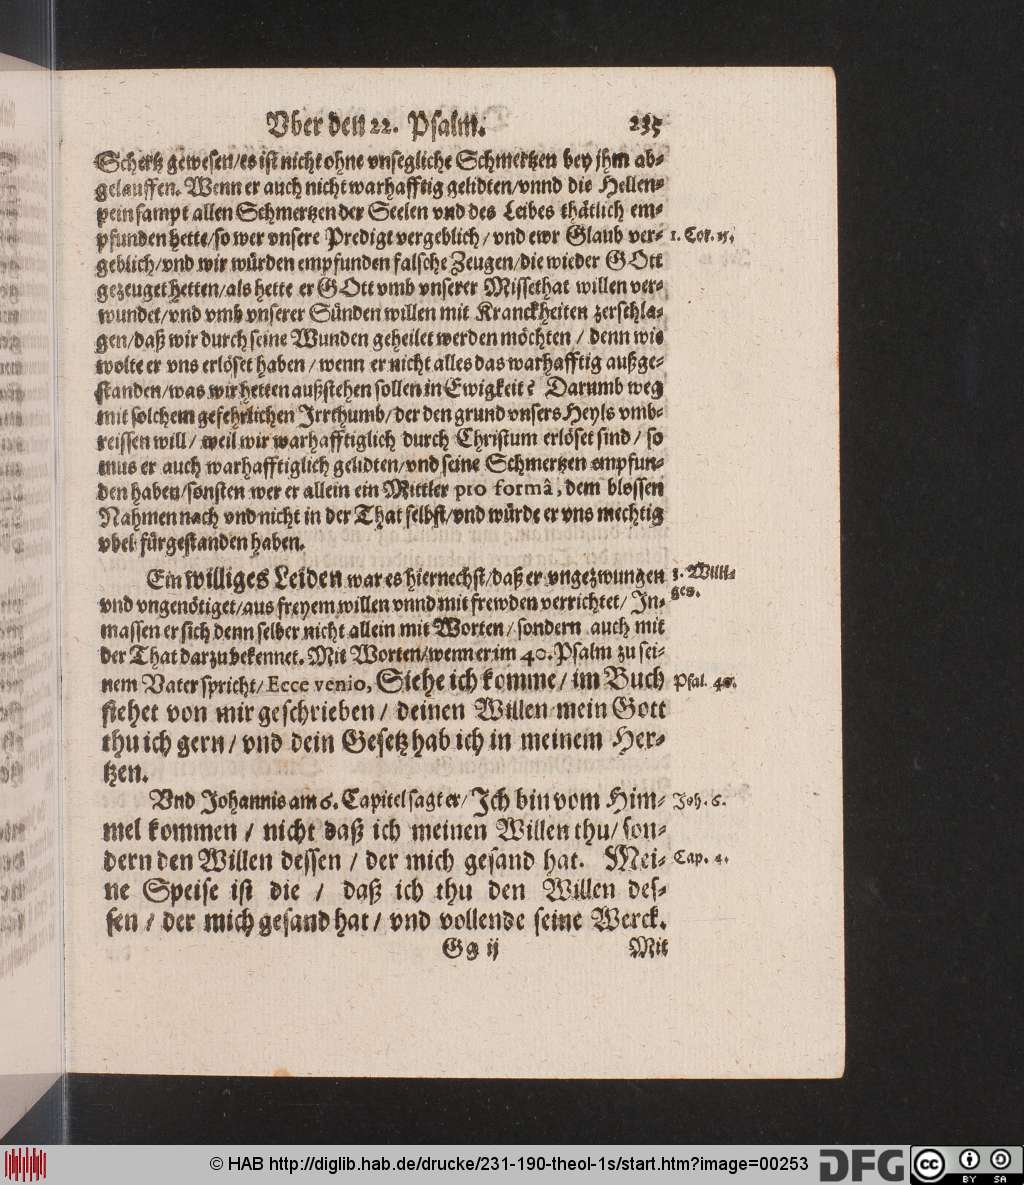 Vber den 22. Psalm. 235
Schertz gewesen/es ist nicht ohne vnsegliche Schmertzen bey jhm ab-
gelauffen. Wenn er auch nicht warhafftig gelidten/vnnd die Hellen-
pein sampt allen Schmertzen der Seelen vnd des Leibes thätlich em-
pfunden hette/so wer vnsere Predigt vergeblich/vnd ewr Glaub ver- 1. Cor. 15.
geblich/vnd wir würden empfunden falsche Zeugen/die wieder GOtt
gezeuget hetten/als hette er GOtt vmb vnserer Missethat willen ver-
wundet/vnd vmb vnserer Sünden willen mit Kranckheiten zerschla-
gen/daß wir durch seine Wunden geheilet werden möchten / denn wie
wolte er vns erlöset haben / wenn er nicht alles das warhafftig außge-
standen/was wir hetten außstehen sollen in Ewigkeit? Darumb weg
mit solchem gefehrlichen Irrthumb/der den grund vnsers Heyls vmb-
reissen will/ weil wir warhafftiglich durch Christum erlöset sind/ so
mus er auch warhafftiglich gelidten/vnd seine Schmertzen empfun-
den haben/sonsten wer er allein ein Mittler pro formâ, dem blossen
Nahmen nach vnd nicht in der That selbst/vnd würde er vns mechtig
vbel fürgestanden haben.
Ein williges Leiden war es hiernechst/daß er vngezwungen 3. Willi-
ges.
vnd vngenötiget/aus freyem willen vnnd mit frewden verrichtet/ In-
massen er sich denn selber nicht allein mit Worten/ sondern auch mit
der That darzu bekennet. Mit Worten/wenn er im 40. Psalm zu sei-
nem Vater spricht/ Ecce venio, Siehe ich komme/ im Buch Psal. 40.
stehet von mir geschrieben/ deinen Willen mein Gott
thu ich gern/ vnd dein Gesetz hab ich in meinem Her-
tzen.
Vnd Johannis am 6. Capitel sagt er/ Ich bin vom Him- Joh. 6.
mel kommen / nicht daß ich meinen Willen thu/ son-
dern den Willen dessen / der mich gesand hat. Mei- Cap. 4.
ne Speise ist die / daß ich thu den Willen des-
sen / der mich gesand hat/ vnd vollende seine Werck.
Gg ij Mit
© HAB http://diglib.hab.de/drucke/231-190-theol-1s/start.htm?image=00253 DFG cc BY SA